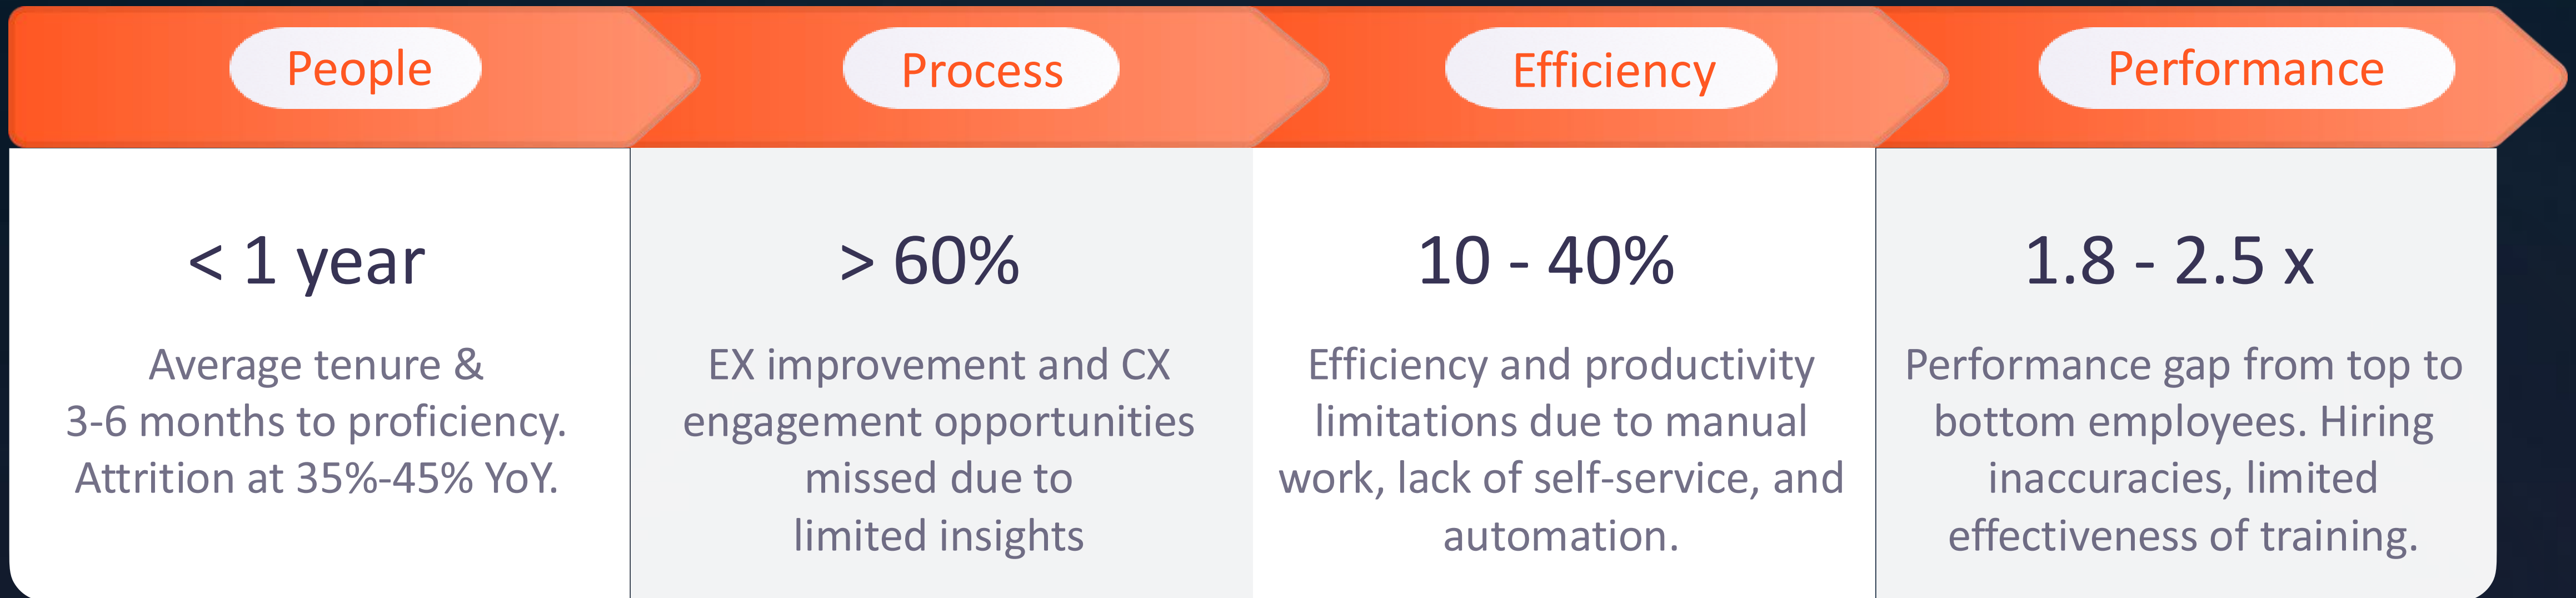 People
Process
Efficiency
Performance
< 1 year
Average tenure &
3-6 months to proficiency.
Attrition at 35%-45% YoY.
> 60%
EX improvement and CX
engagement opportunities
missed due to
limited insights
10 - 40%
Efficiency and productivity
limitations due to manual
work, lack of self-service, and
automation.
1.8 - 2.5 x
Performance gap from top to
bottom employees. Hiring
inaccuracies, limited
effectiveness of training.